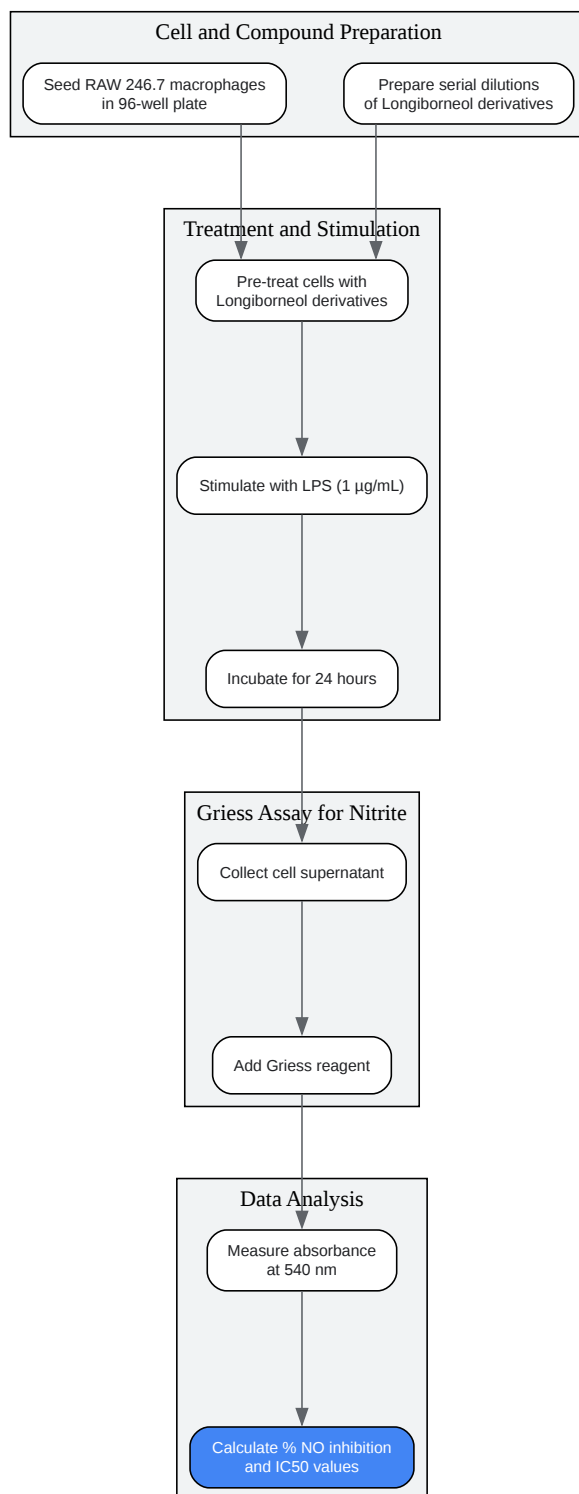 Cell and Compound Preparation
Seed RAW 246.7 macrophages
in 96-well plate
Prepare serial dilutions
of Longiborneol derivatives
Treatment and Stimulation
Pre-treat cells with
Longiborneol derivatives
Stimulate with LPS (1 µg/mL)
Incubate for 24 hours
Griess Assay for Nitrite
Collect cell supernatant
Add Griess reagent
Data Analysis
Measure absorbance
at 540 nm
Calculate % NO inhibition
and IC50 values